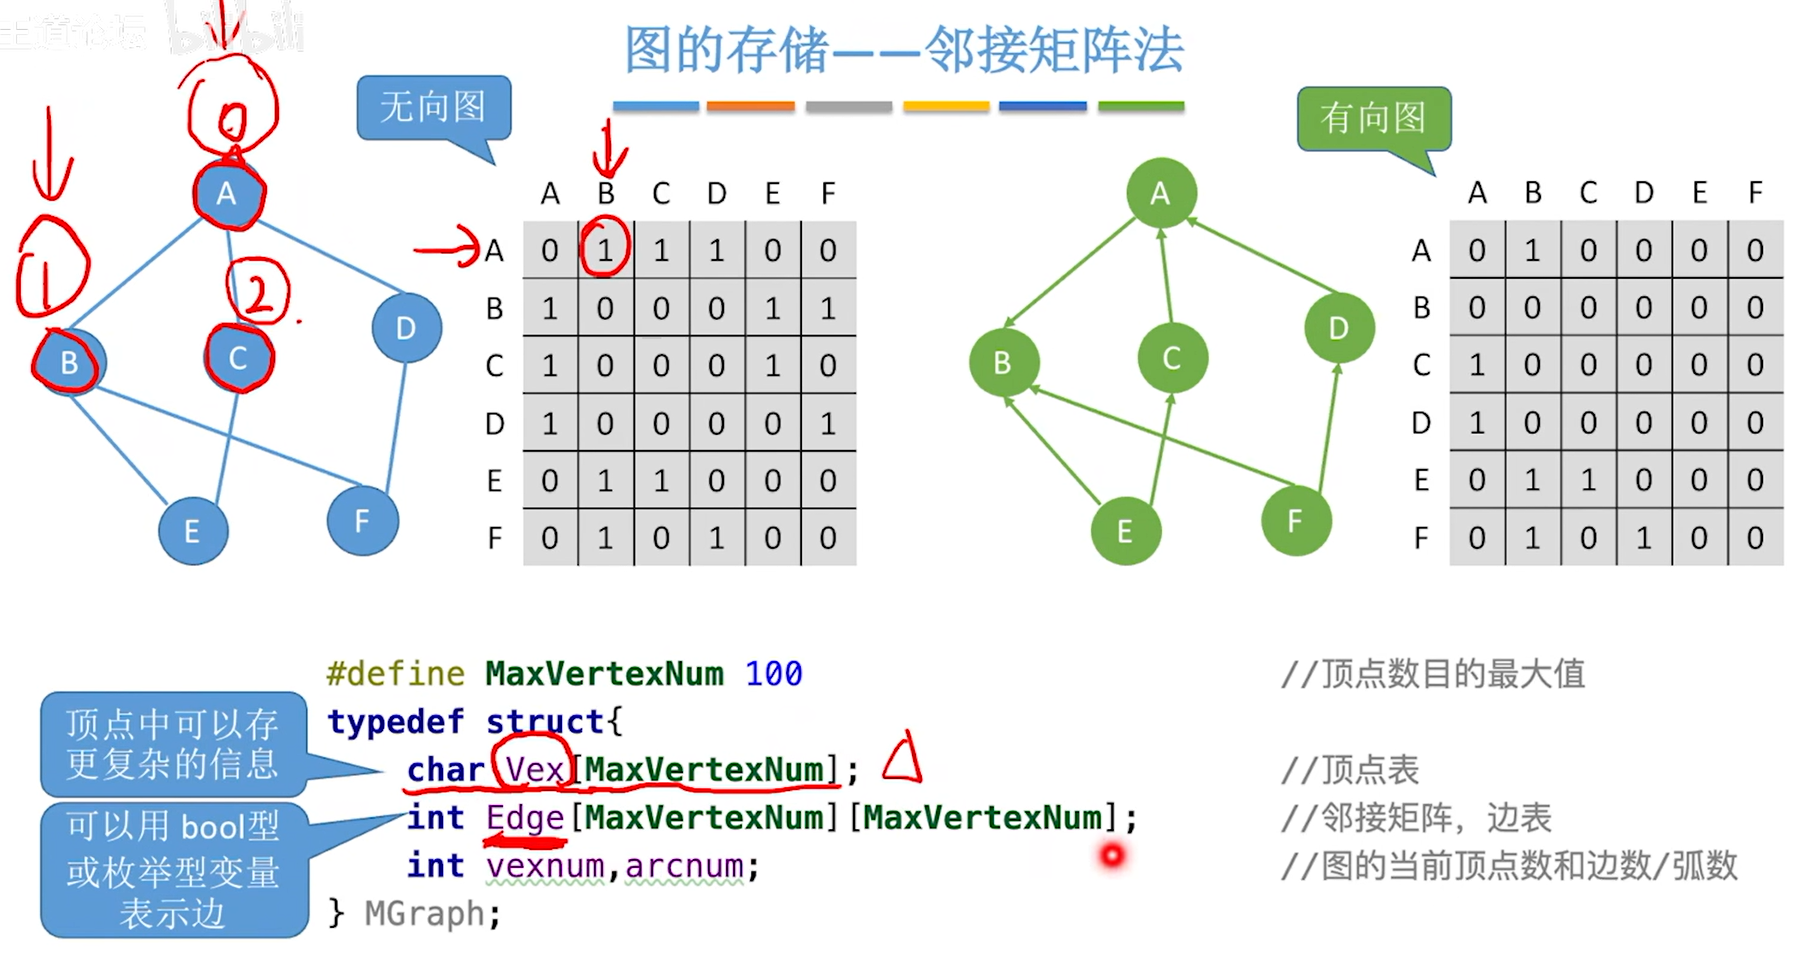 王道论坛 bilibili
图的存储——邻接矩阵法
无向图
有向图
0
1
2
A
B
C
D
E
F
A B C D E F
A 0 1 1 1 0 0
B 1 0 0 0 1 1
C 1 0 0 0 1 0
D 1 0 0 0 0 1
E 0 1 1 0 0 0
F 0 1 0 1 0 0
A
B
C
D
E
F
A B C D E F
A 0 1 0 0 0 0
B 0 0 0 0 0 0
C 1 0 0 0 0 0
D 1 0 0 0 0 0
E 0 1 1 0 0 0
F 0 1 0 1 0 0
#define MaxVertexNum 100 //顶点数目的最大值
typedef struct{
char Vex[MaxVertexNum]; //顶点表
int Edge[MaxVertexNum][MaxVertexNum]; //邻接矩阵，边表
int vexnum,arcnum; //图的当前顶点数和边数/弧数
} MGraph;
顶点中可以存
更复杂的信息
可以用 bool型
或枚举型变量
表示边